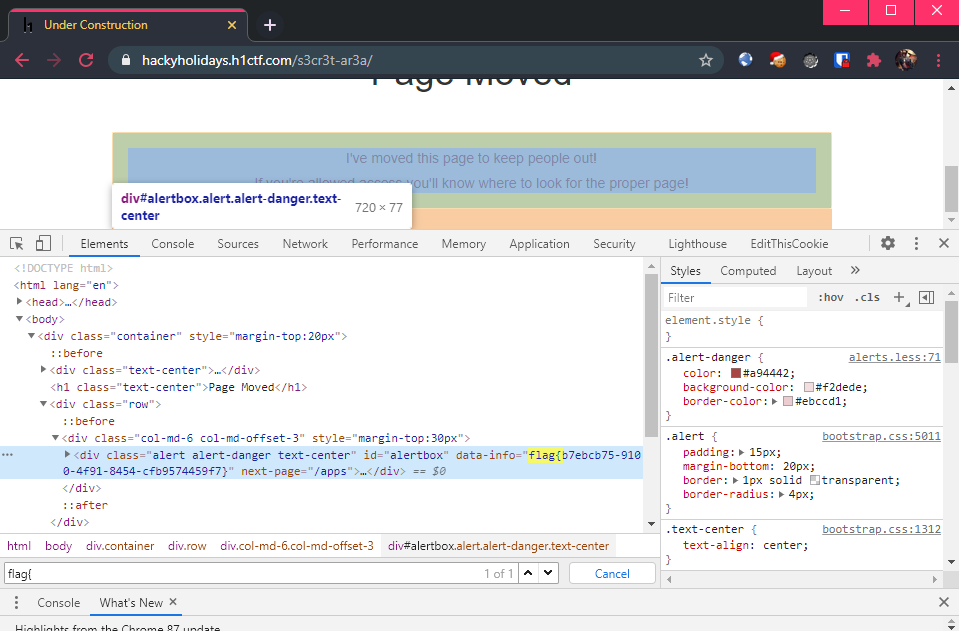 Under Construction
hackyholidays.h1ctf.com/s3cr3t-ar3a/
Page Moved
I've moved this page to keep people out!
If you're allowed access you'll know where to look for the proper page!
div#alertbox.alert.alert-danger.text-
center
720 × 77
Elements Console Sources Network Performance Memory Application Security Lighthouse EditThisCookie
<!DOCTYPE html>
<html lang="en">
<head>…</head>
<body>
<div class="container" style="margin-top:20px">
::before
<div class="text-center">…</div>
<h1 class="text-center">Page Moved</h1>
<div class="row">
::before
<div class="col-md-6 col-md-offset-3" style="margin-top:30px">
<div class="alert alert-danger text-center" id="alertbox" data-info="flag{b7ebcb75-910
0-4f91-8454-cfb9574459f7}" next-page="/apps">…</div> == $0
</div>
::after
</div>
html body div.container div.row div.col-md-6.col-md-offset-3 div#alertbox.alert.alert-danger.text-center
flag{
1 of 1
Cancel
Styles Computed Layout
Filter
:hov .cls
element.style {
}
.alert-danger {
alerts.less:71
color: #a94442;
background-color: #f2dede;
border-color: #ebccd1;
}
.alert {
bootstrap.css:5011
padding: 15px;
margin-bottom: 20px;
border: 1px solid transparent;
border-radius: 4px;
}
.text-center {
bootstrap.css:1312
text-align: center;
}
Console What's New
Highlights from the Chrome 87 update